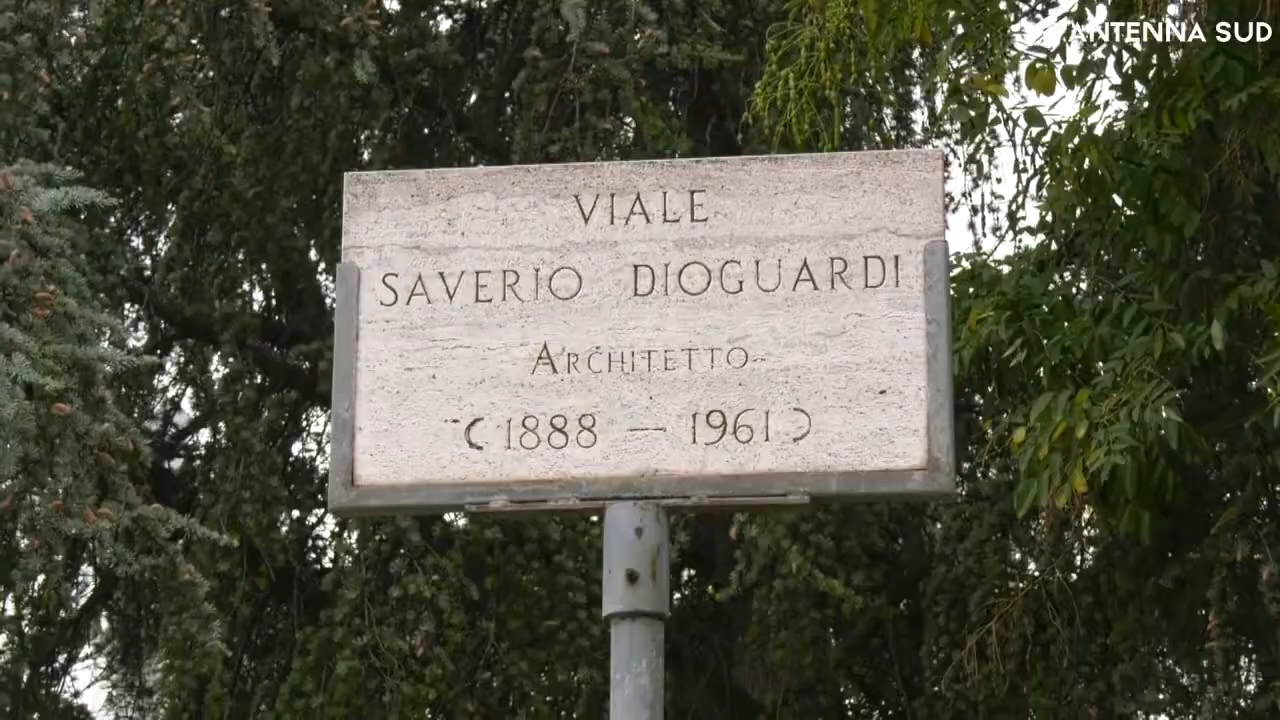 ANTENNA SUD
VIALE
SAVERIO DIOGUARDI
ARCHITETTO
(1888 — 1961)